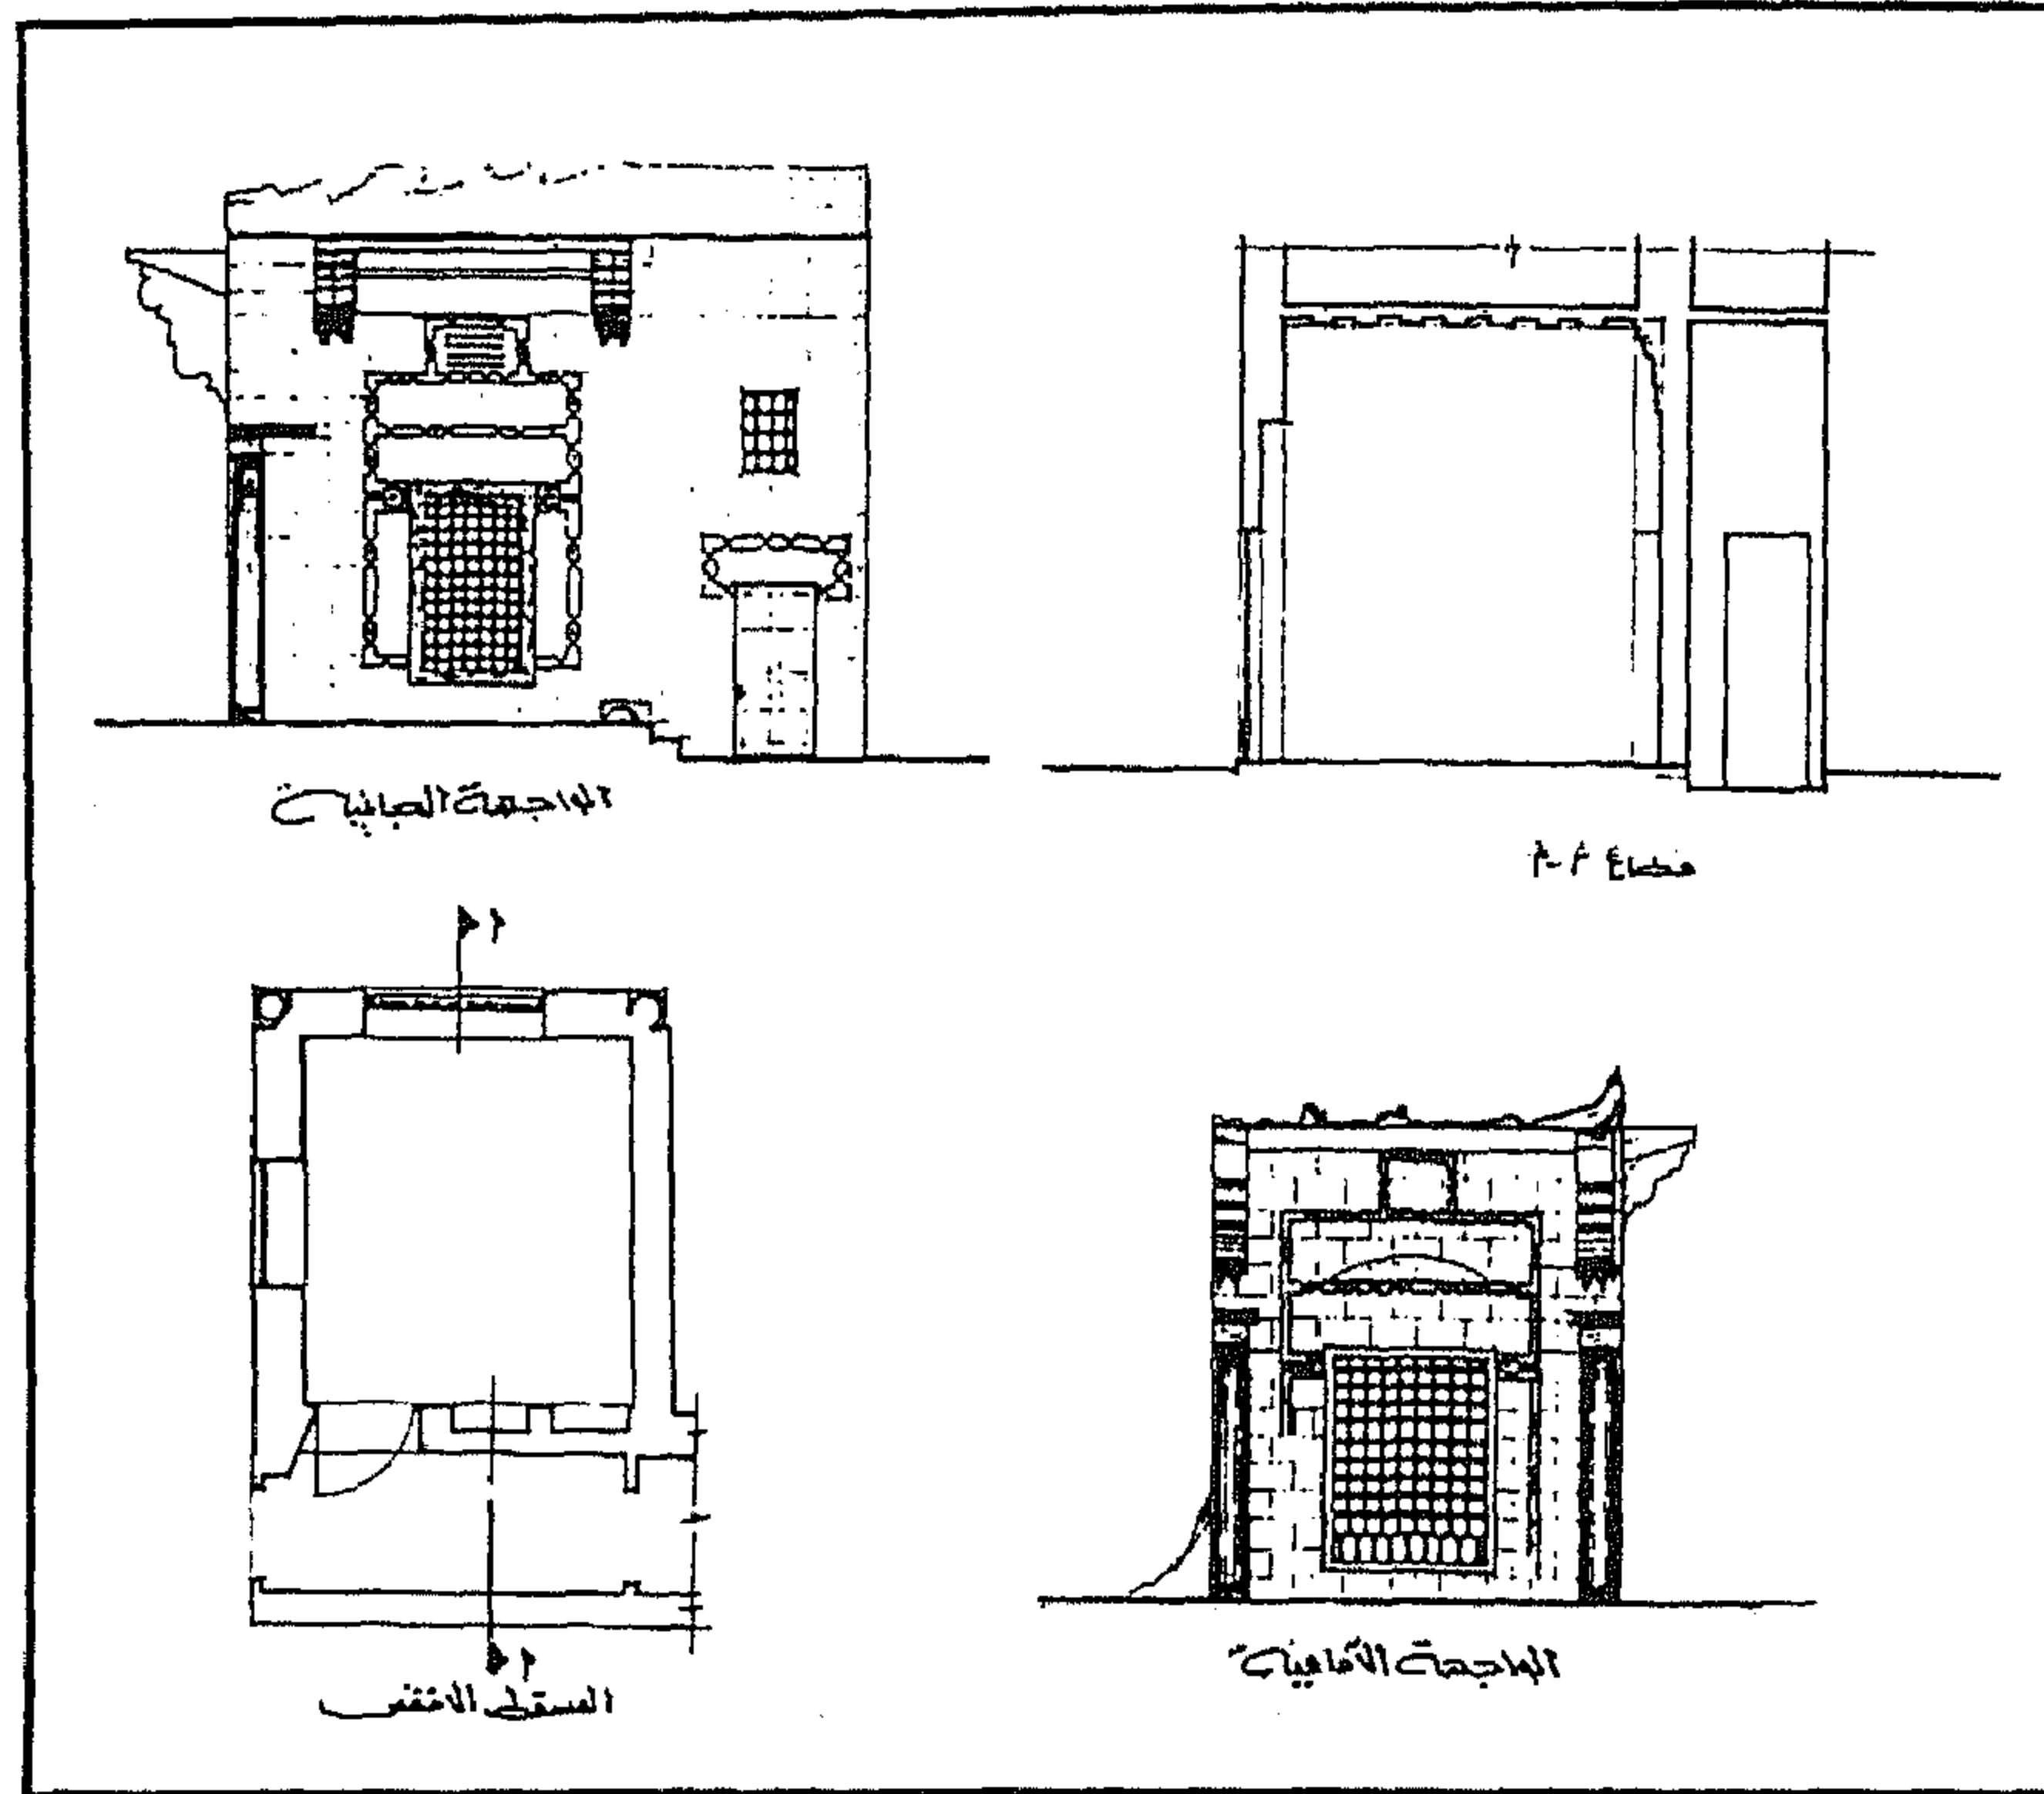 الواجهة الجانبية
قطاع م-م
م
م
المسقط الافقى
الواجهة الأمامية